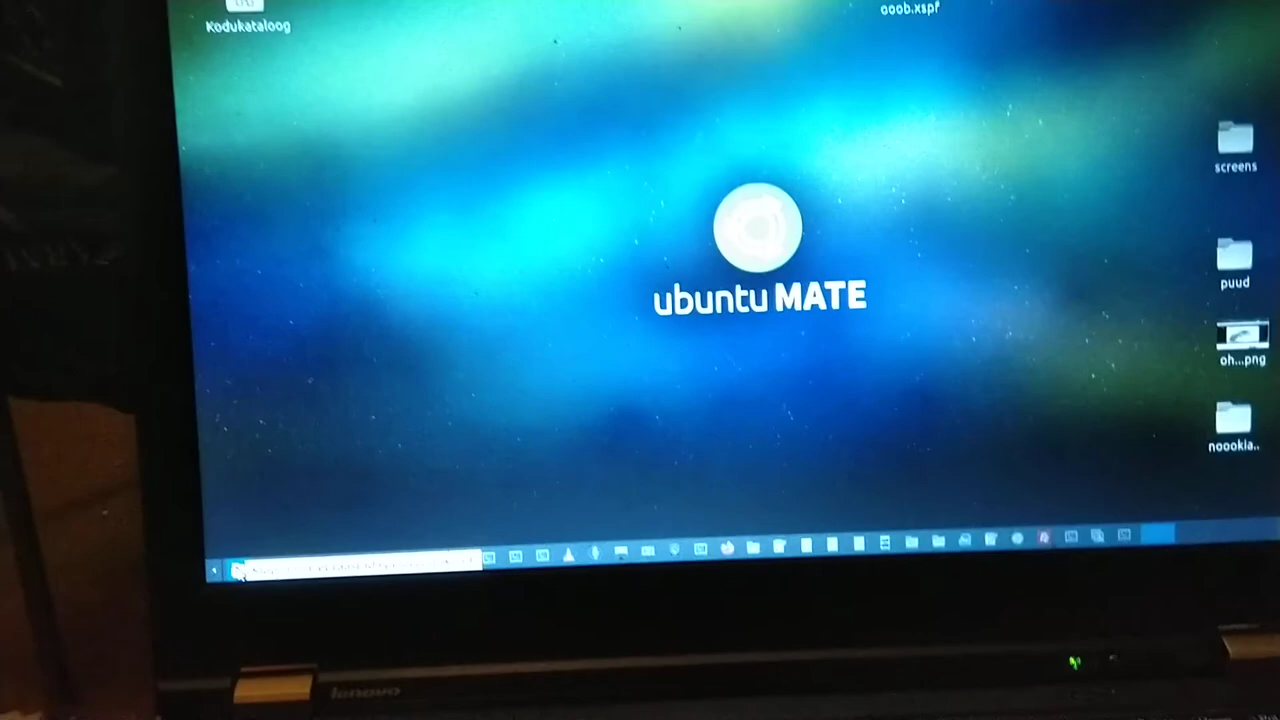 Kodukataloog
ooob.xspf
screens
puud
ubuntu MATE
oh...png
noookia..
lenovo